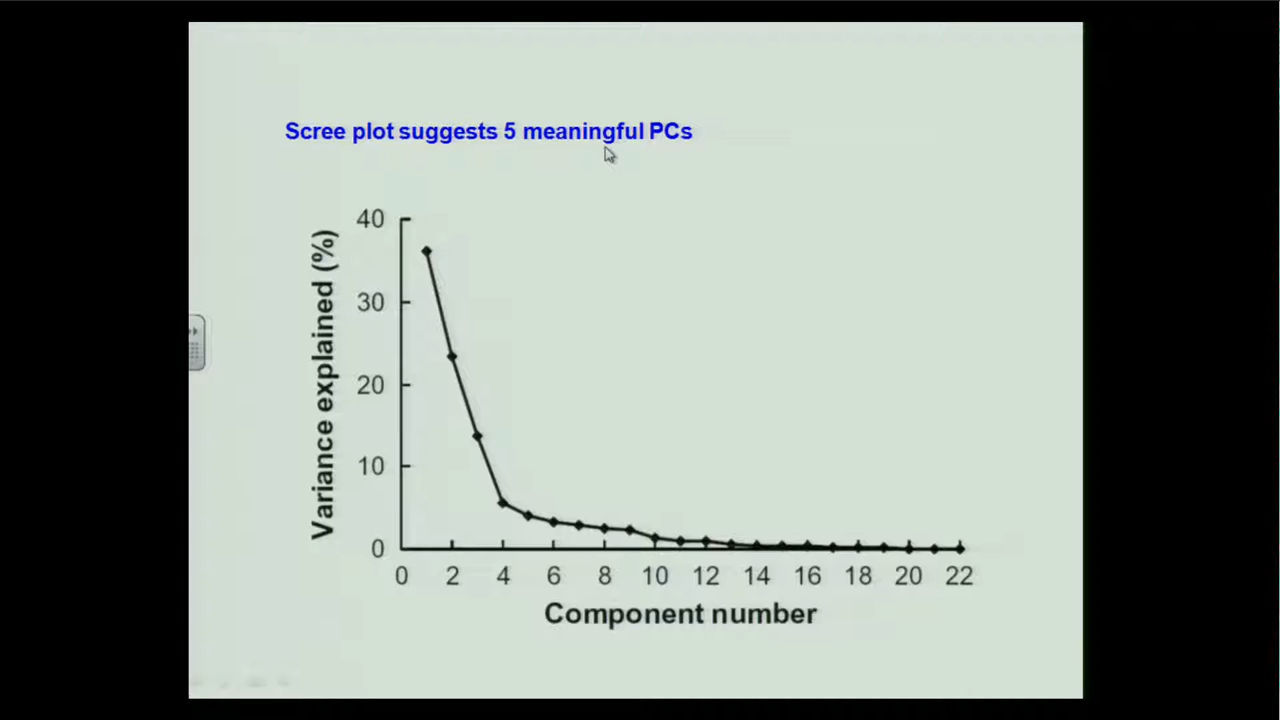 Scree plot suggests 5 meaningful PCs
Variance explained (%)
40
30
20
10
0
0 2 4 6 8 10 12 14 16 18 20 22
Component number